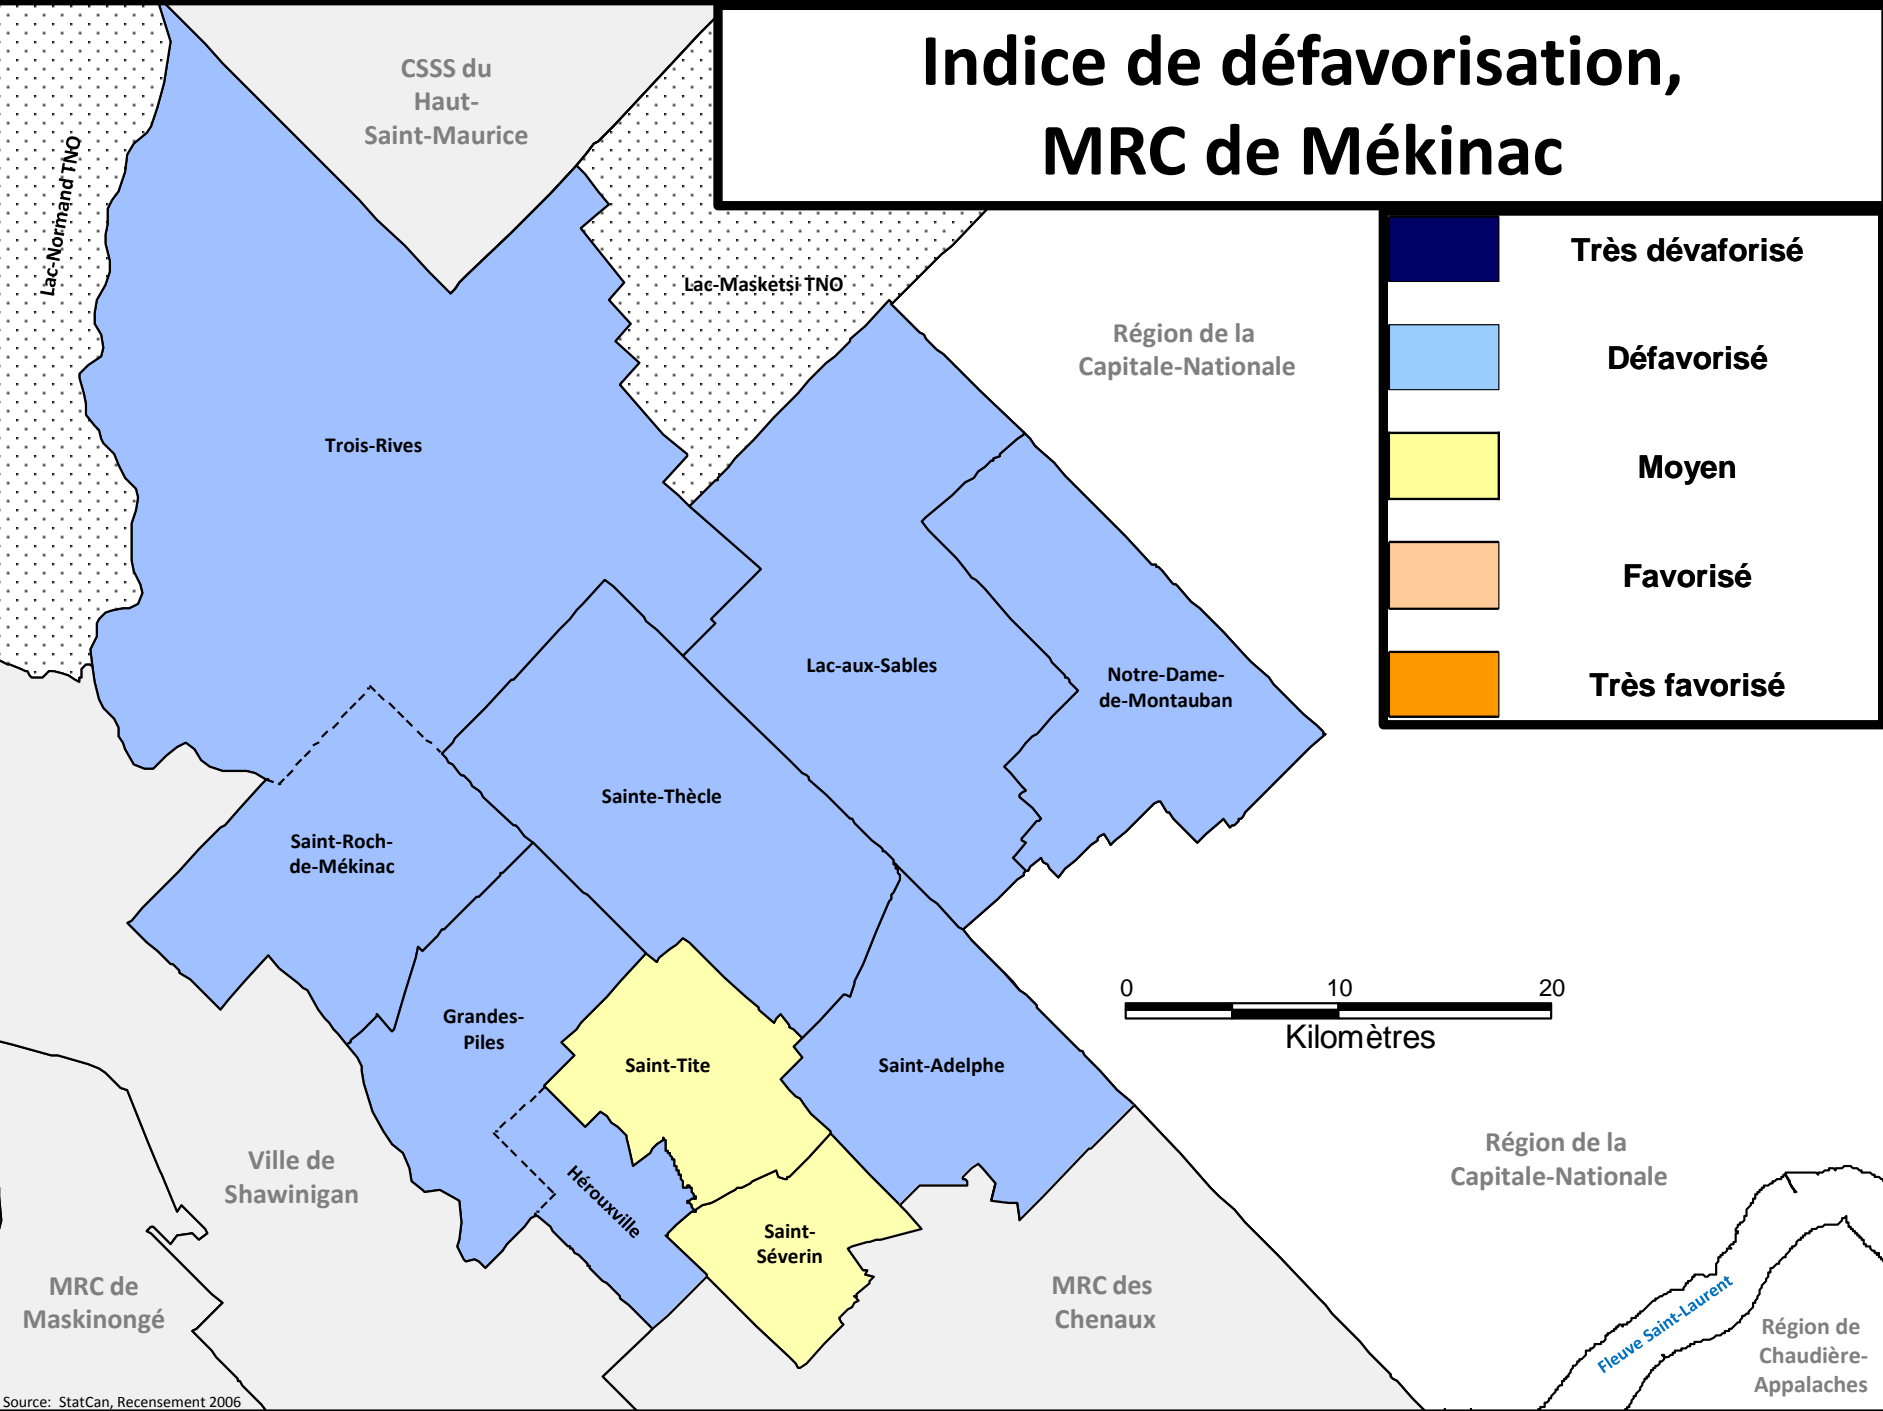 Indice de défavorisation,
MRC de Mékinac
CSSS du
Haut-
Saint-Maurice
Lac-Normand TNO
Lac-Masketsi TNO
Région de la
Capitale-Nationale
Très dévaforisé
Défavorisé
Moyen
Favorisé
Très favorisé
Trois-Rives
Lac-aux-Sables
Notre-Dame-
de-Montauban
Sainte-Thècle
Saint-Roch-
de-Mékinac
Grandes-
Piles
Saint-Tite
Saint-Adelphe
Hérouxville
Saint-
Séverin
0 10 20
Kilomètres
Ville de
Shawinigan
Région de la
Capitale-Nationale
MRC de
Maskinongé
MRC des
Chenaux
Fleuve Saint-Laurent
Région de
Chaudière-
Appalaches
Source: StatCan, Recensement 2006